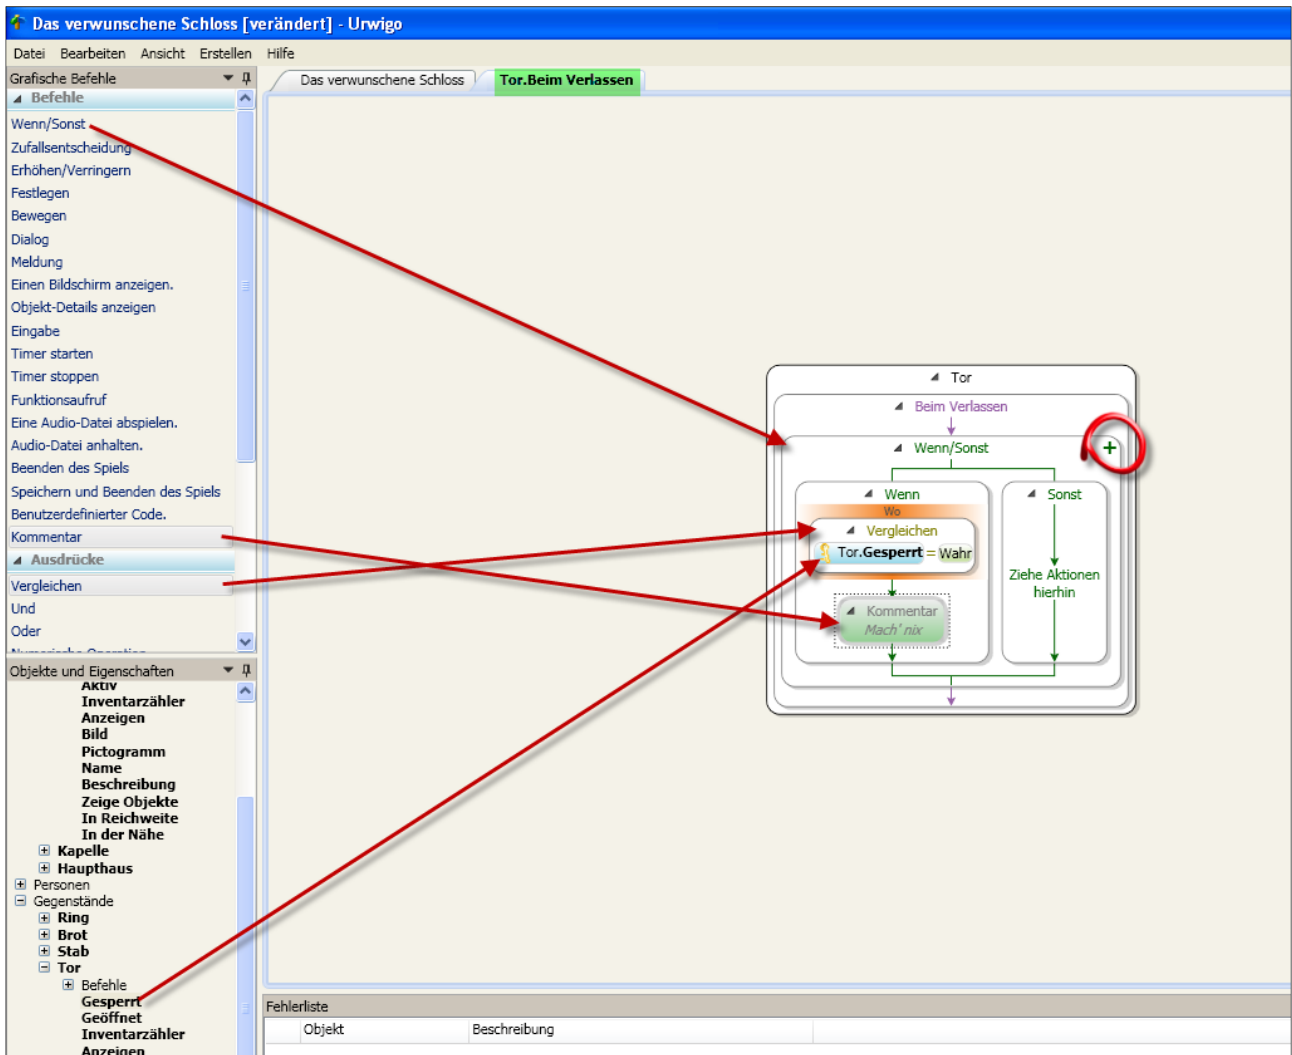 Das verwunschene Schloss [verändert] - Urwigo
Datei Bearbeiten Ansicht Erstellen Hilfe
Grafische Befehle
Befehle
Wenn/Sonst
Zufallsentscheidung
Erhöhen/Verringern
Festlegen
Bewegen
Dialog
Meldung
Einen Bildschirm anzeigen.
Objekt-Details anzeigen
Eingabe
Timer starten
Timer stoppen
Funktionsaufruf
Eine Audio-Datei abspielen.
Audio-Datei anhalten.
Beenden des Spiels
Speichern und Beenden des Spiels
Benutzerdefinierter Code.
Kommentar
Ausdrücke
Vergleichen
Und
Oder
Numerische Operation
Objekte und Eigenschaften
Aktiv
Inventarzähler
Anzeigen
Bild
Pictogramm
Name
Beschreibung
Zeige Objekte
In Reichweite
In der Nähe
Kapelle
Haupthaus
Personen
Gegenstände
Ring
Brot
Stab
Tor
Befehle
Gesperrt
Geöffnet
Inventarzähler
Anzeigen
Das verwunschene Schloss
Tor.Beim Verlassen
Tor
Beim Verlassen
Wenn/Sonst
+
Wenn
Wo
Vergleichen
Tor.Gesperrt = Wahr
Kommentar
Mach' nix
Sonst
Ziehe Aktionen
hierhin
Fehlerliste
Objekt Beschreibung